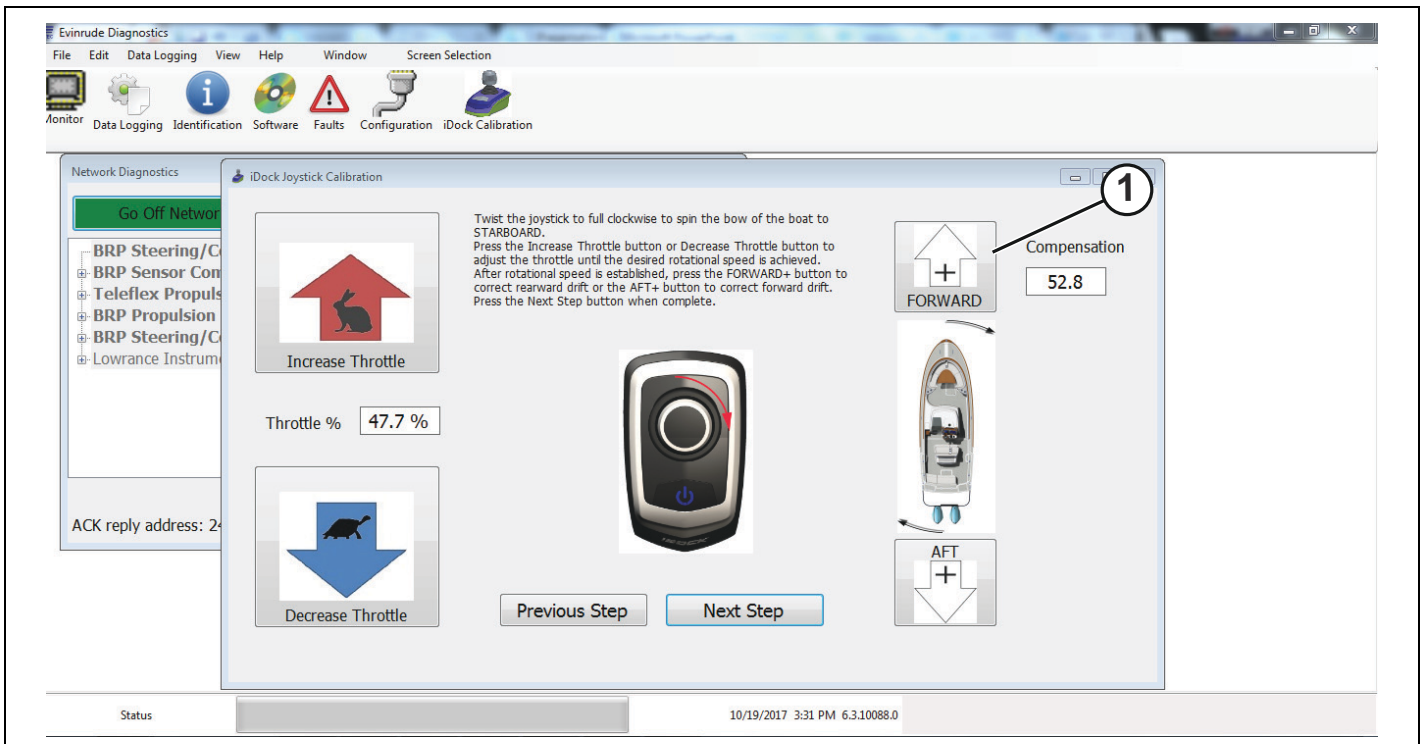 Evinrude Diagnostics
File Edit Data Logging View Help Window Screen Selection
Monitor Data Logging Identification Software Faults Configuration iDock Calibration
Network Diagnostics
iDock Joystick Calibration
1
Go Off Networ
BRP Steering/C
BRP Sensor Con
Teleflex Propuls
BRP Propulsion
BRP Steering/C
Lowrance Instrum
ACK reply address: 2
Increase Throttle
Throttle % 47.7 %
Decrease Throttle
Twist the joystick to full clockwise to spin the bow of the boat to
STARBOARD.
Press the Increase Throttle button or Decrease Throttle button to
adjust the throttle until the desired rotational speed is achieved.
After rotational speed is established, press the FORWARD+ button to
correct rearward drift or the AFT+ button to correct forward drift.
Press the Next Step button when complete.
IDOCK
Previous Step Next Step
+
FORWARD
Compensation
52.8
AFT
+
Status
10/19/2017 3:31 PM 6.3.10088.0